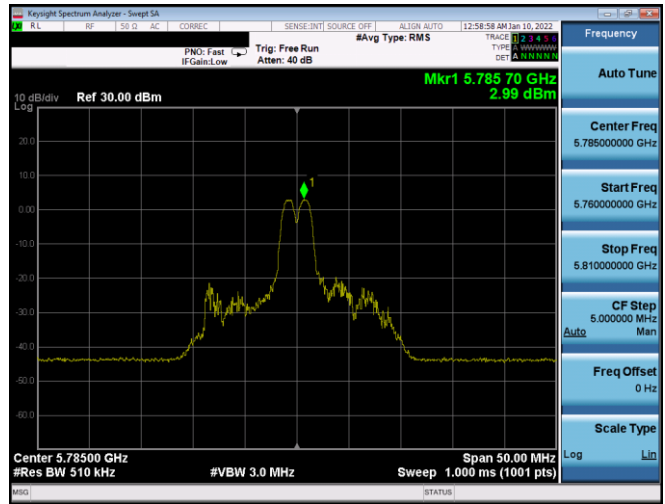 Keysight Spectrum Analyzer - Swept SA
RL RF 50 Ω AC CORREC SENSE:INT SOURCE OFF ALIGN AUTO 12:58:58 AM Jan 10, 2022
#Avg Type: RMS
TRACE 1 2 3 4 5 6
PNO: Fast Trig: Free Run
TYPE A WWWWW
IFGain:Low Atten: 40 dB
DET A N N N N N
Mkr1 5.785 70 GHz
2.99 dBm
10 dB/div Ref 30.00 dBm
Log
20.0
10.0
0.00
-10.0
-20.0
-30.0
-40.0
-50.0
-60.0
1
Center 5.78500 GHz Span 50.00 MHz
#Res BW 510 kHz #VBW 3.0 MHz Sweep 1.000 ms (1001 pts)
MSG STATUS
Frequency
Auto Tune
Center Freq
5.785000000 GHz
Start Freq
5.760000000 GHz
Stop Freq
5.810000000 GHz
CF Step
5.000000 MHz
Auto Man
Freq Offset
0 Hz
Scale Type
Log Lin